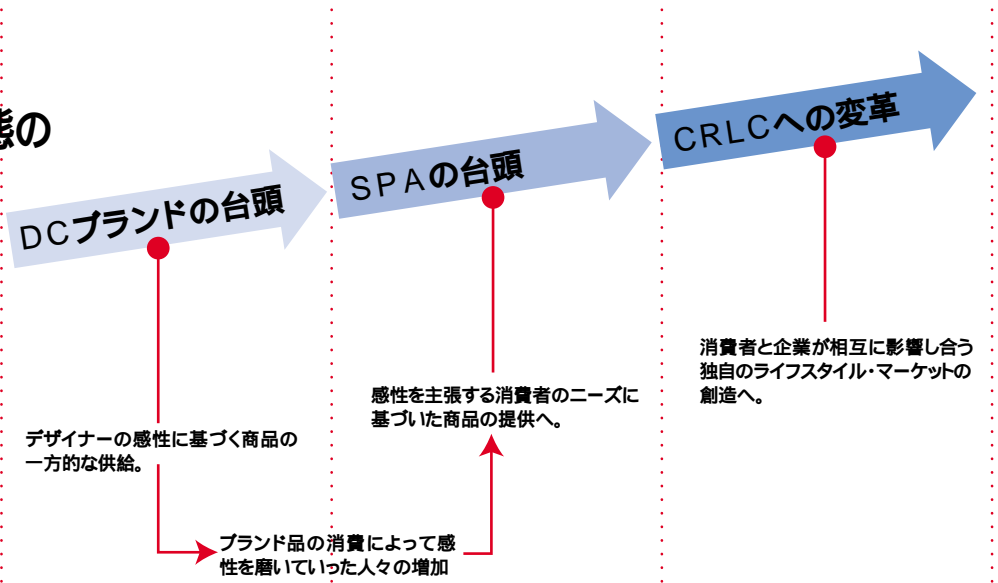 態の
DCブランドの台頭
SPAの台頭
CRLCへの変革
デザイナーの感性に基づく商品の
一方的な供給。
ブランド品の消費によって感
性を磨いていった人々の増加
感性を主張する消費者のニーズに
基づいた商品の提供へ。
消費者と企業が相互に影響し合う
独自のライフスタイル・マーケットの
創造へ。